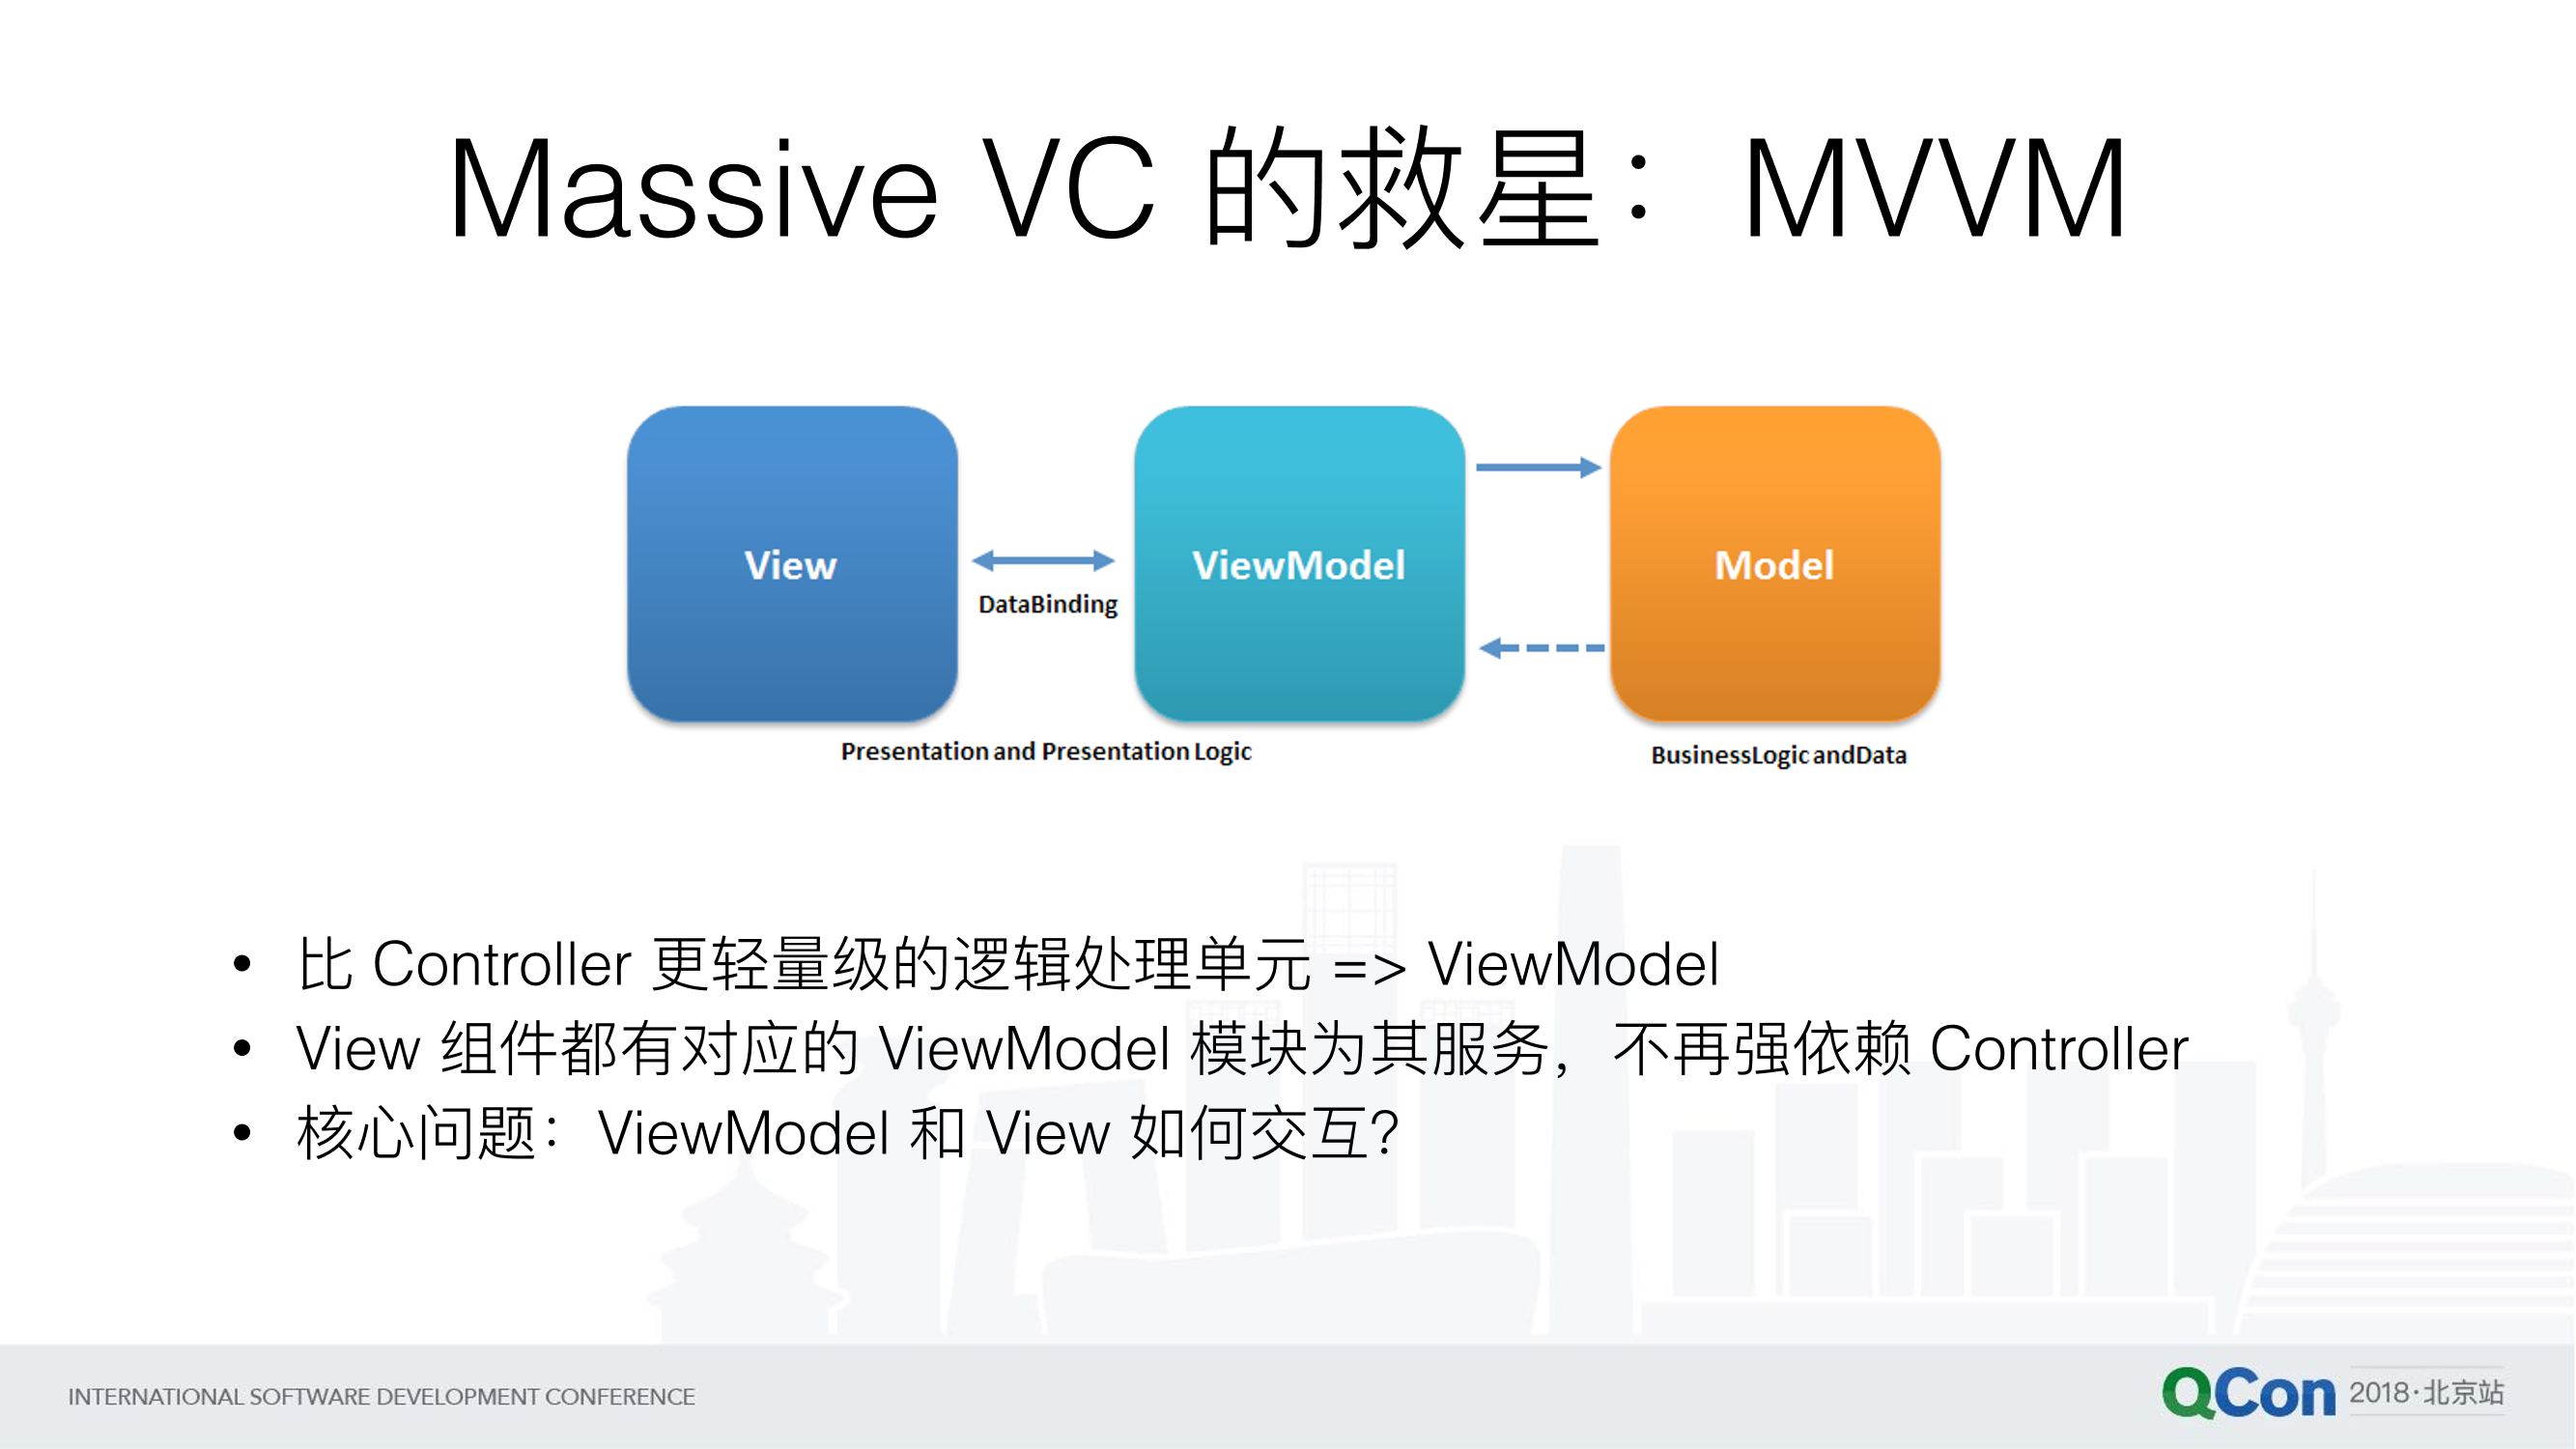 Massive VC 的救星：MVVM
View
ViewModel
Model
DataBinding
Presentation and Presentation Logic
BusinessLogic andData
• 比 Controller 更轻量级的逻辑处理单元 => ViewModel
• View 组件都有对应的 ViewModel 模块为其服务，不再强依赖 Controller
• 核心问题：ViewModel 和 View 如何交互？
INTERNATIONAL SOFTWARE DEVELOPMENT CONFERENCE
QCon 2018·北京站